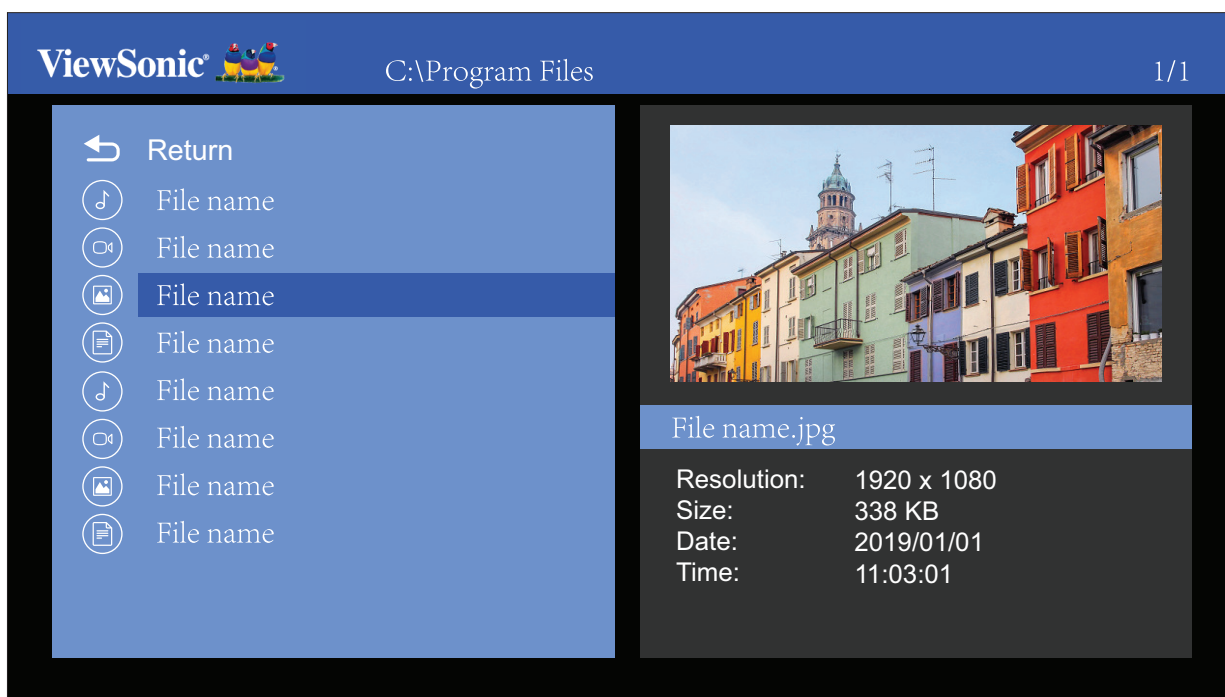 ViewSonic® C:\Program Files 1/1
Return
File name
File name
File name
File name
File name
File name
File name
File name
File name.jpg
Resolution: 1920 x 1080
Size: 338 KB
Date: 2019/01/01
Time: 11:03:01